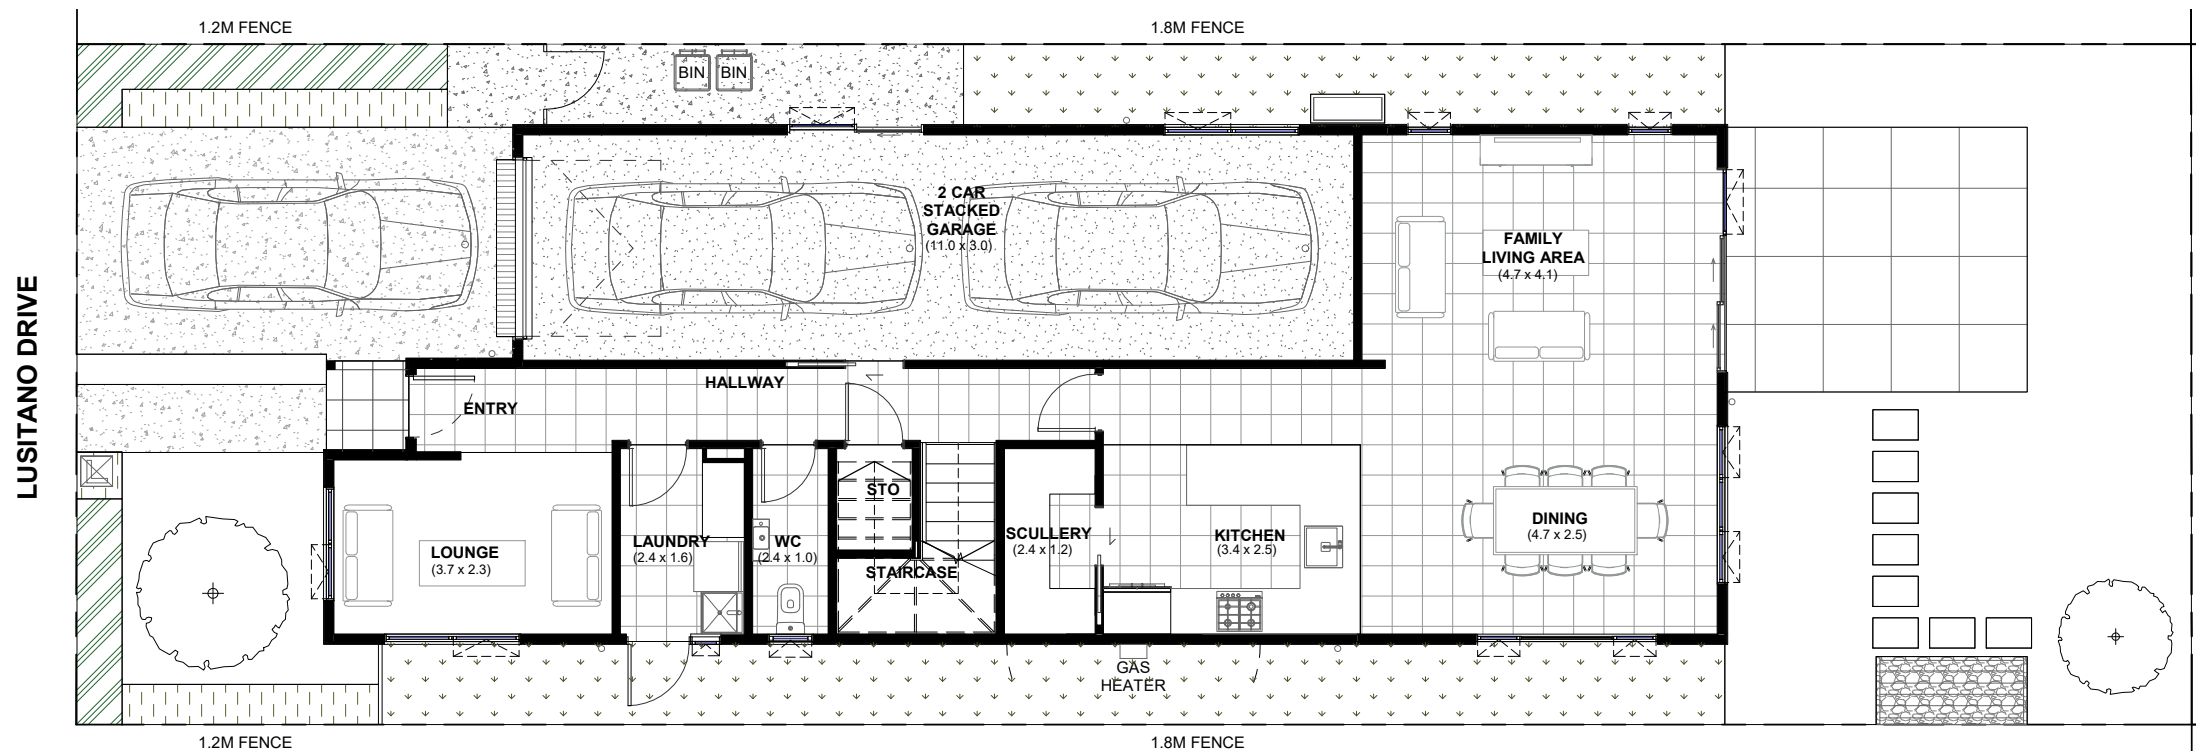 1.2M FENCE
1.8M FENCE
BIN
BIN
2 CAR
STACKED
GARAGE
(11.0 x 3.0)
FAMILY
LIVING AREA
(4.7 x 4.1)
LUSITANO DRIVE
HALLWAY
ENTRY
STO
LOUNGE
(3.7 x 2.3)
LAUNDRY
(2.4 x 1.6)
WC
(2.4 x 1.0)
STAIRCASE
SCULLERY
(2.4 x 1.2)
KITCHEN
(3.4 x 2.5)
DINING
(4.7 x 2.5)
GAS
HEATER
1.2M FENCE
1.8M FENCE